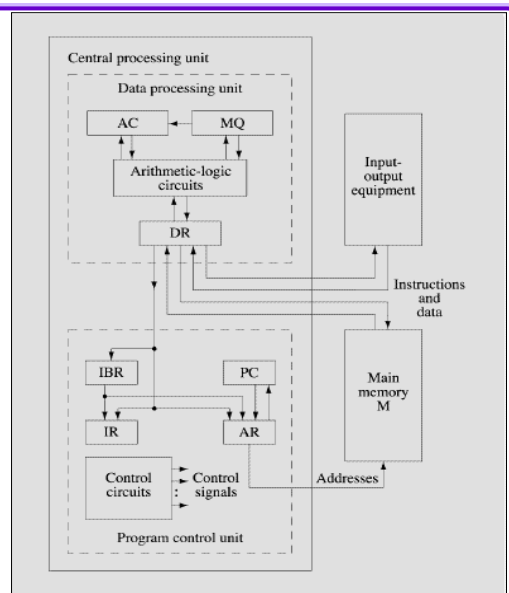 Central processing unit
Data processing unit
AC
MQ
Arithmetic-logic
circuits
DR
Input-
output
equipment
Instructions
and
data
IBR
PC
IR
AR
Main
memory
M
Control
circuits
:
Control
signals
Addresses
Program control unit